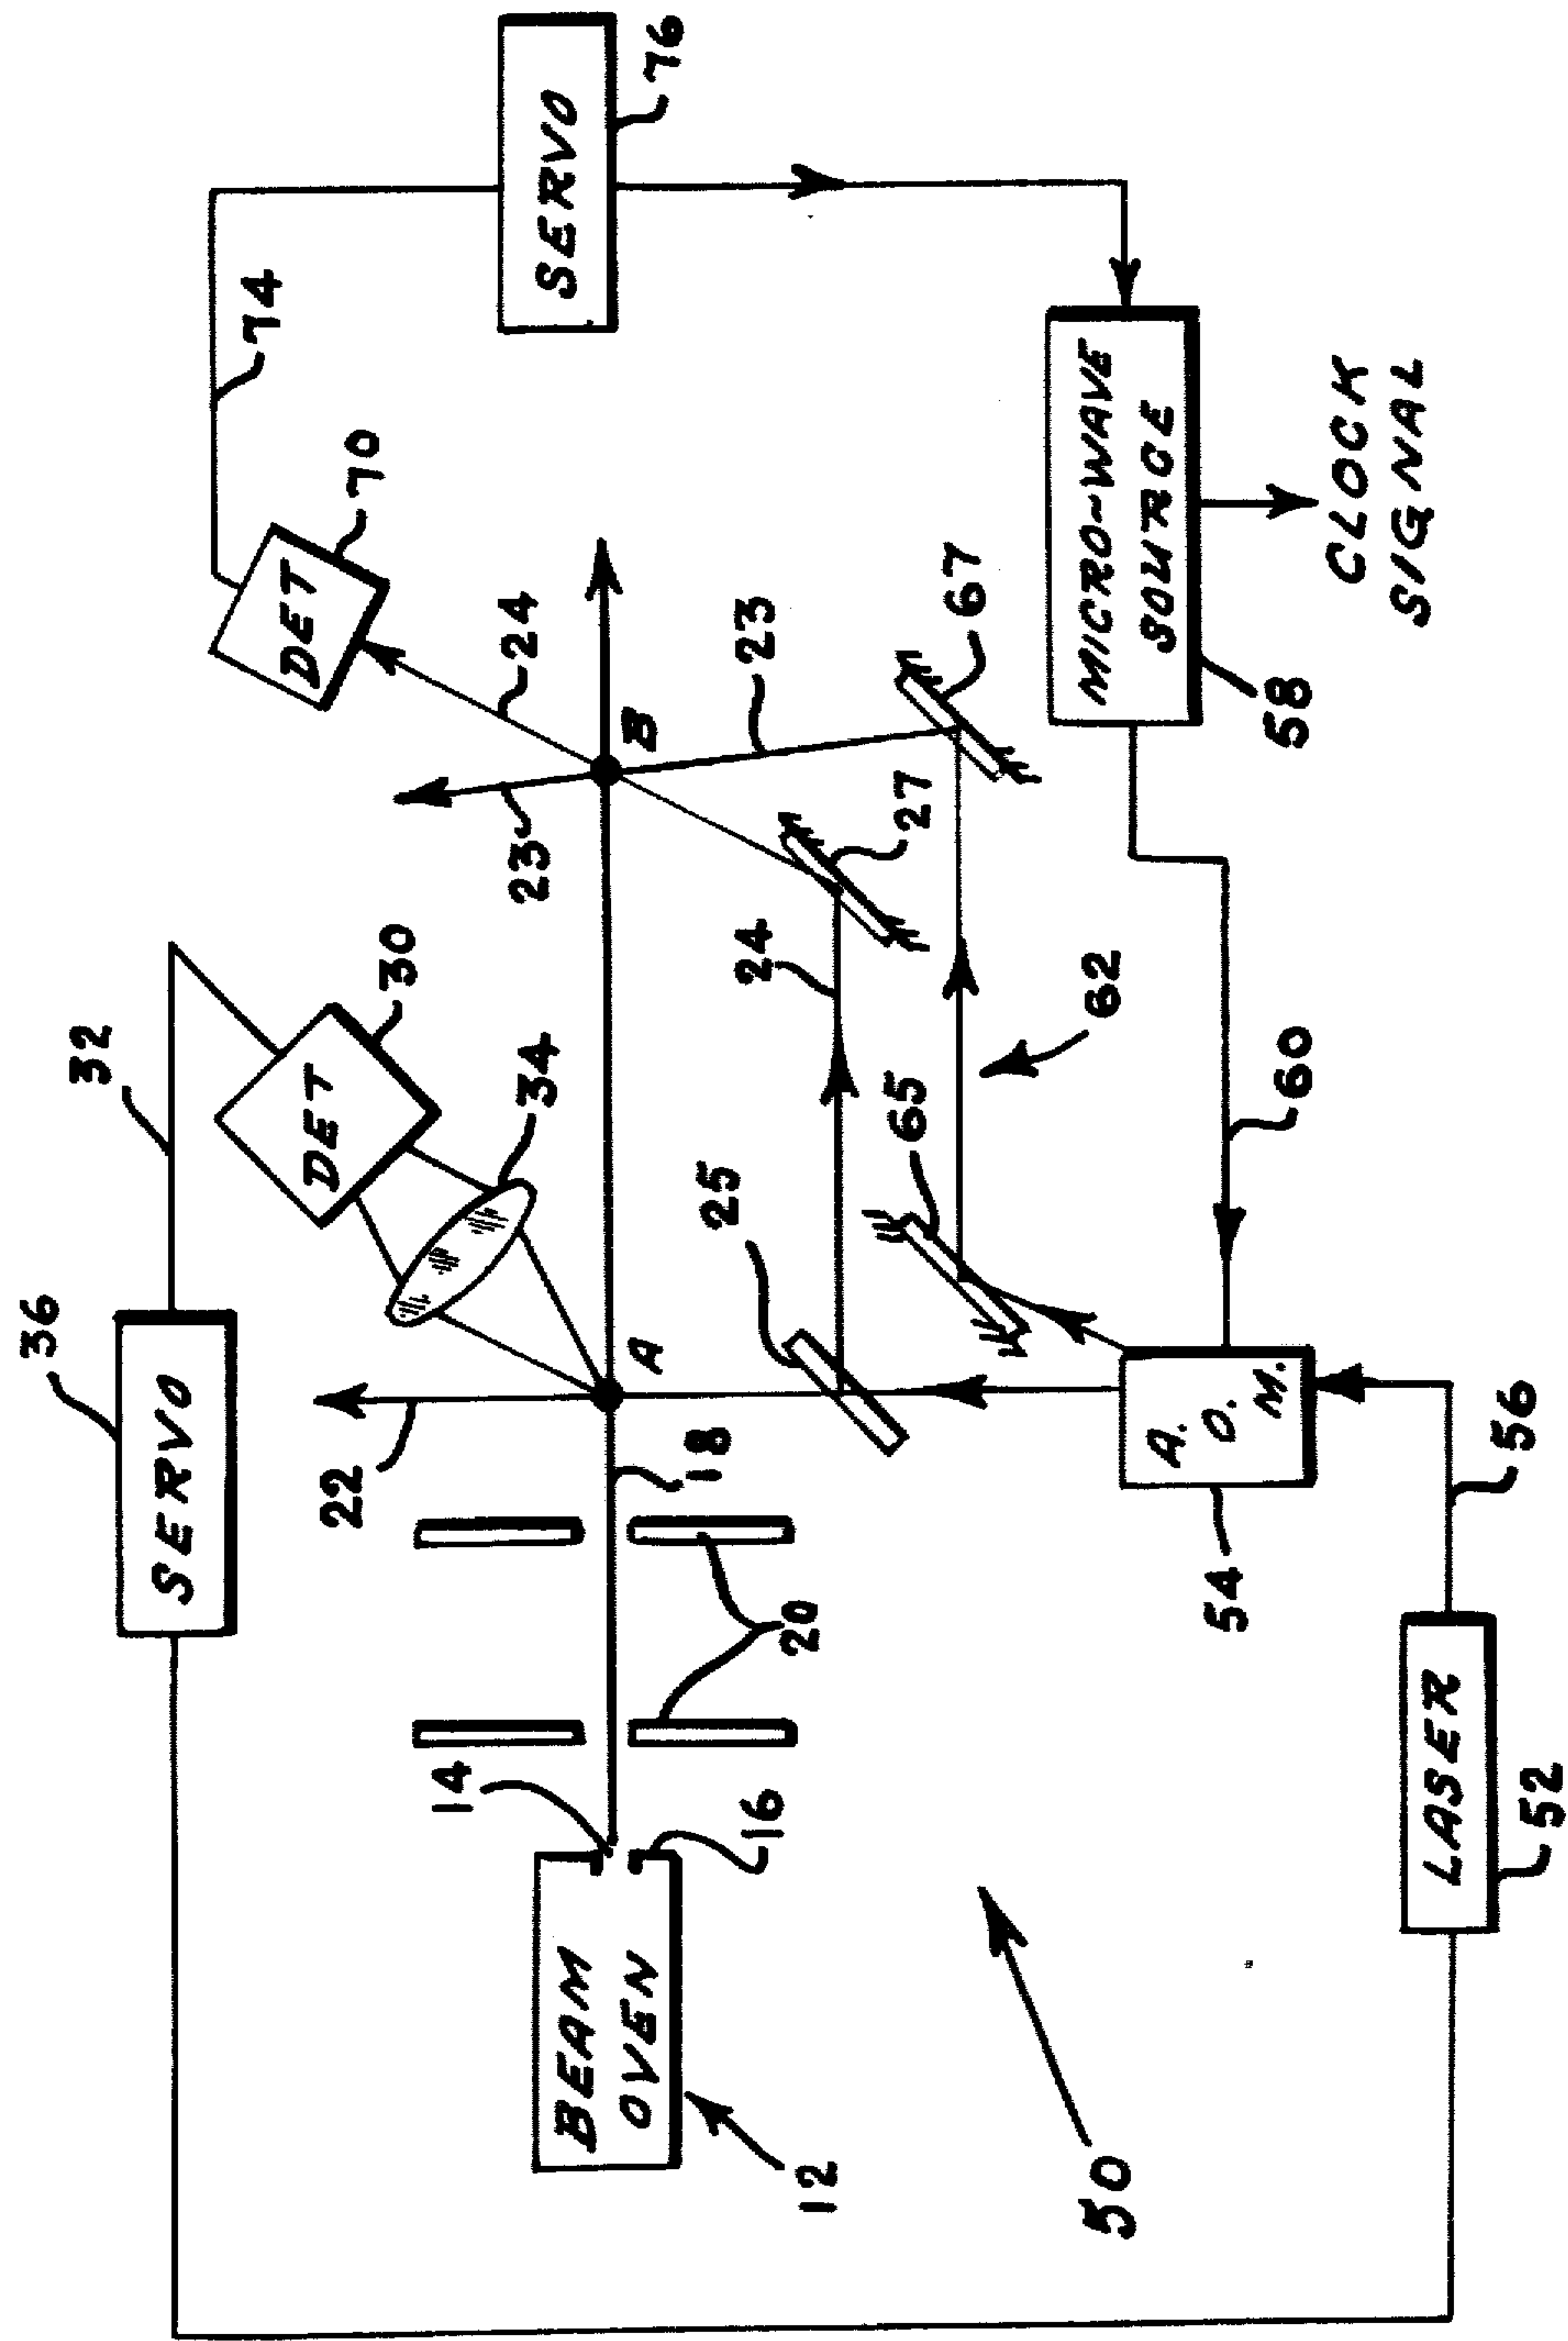 36
SERVO
32
DET
30
34
22
A
18
14
16
20
BEAM
OVEN
12
50
25
24
65
62
27
23
B
23
24
67
DET
70
74
SERVO
76
MICRO-WAVE
SOURCE
58
CLOCK
SIGNAL
60
A.
O.
M.
54
56
LASER
52